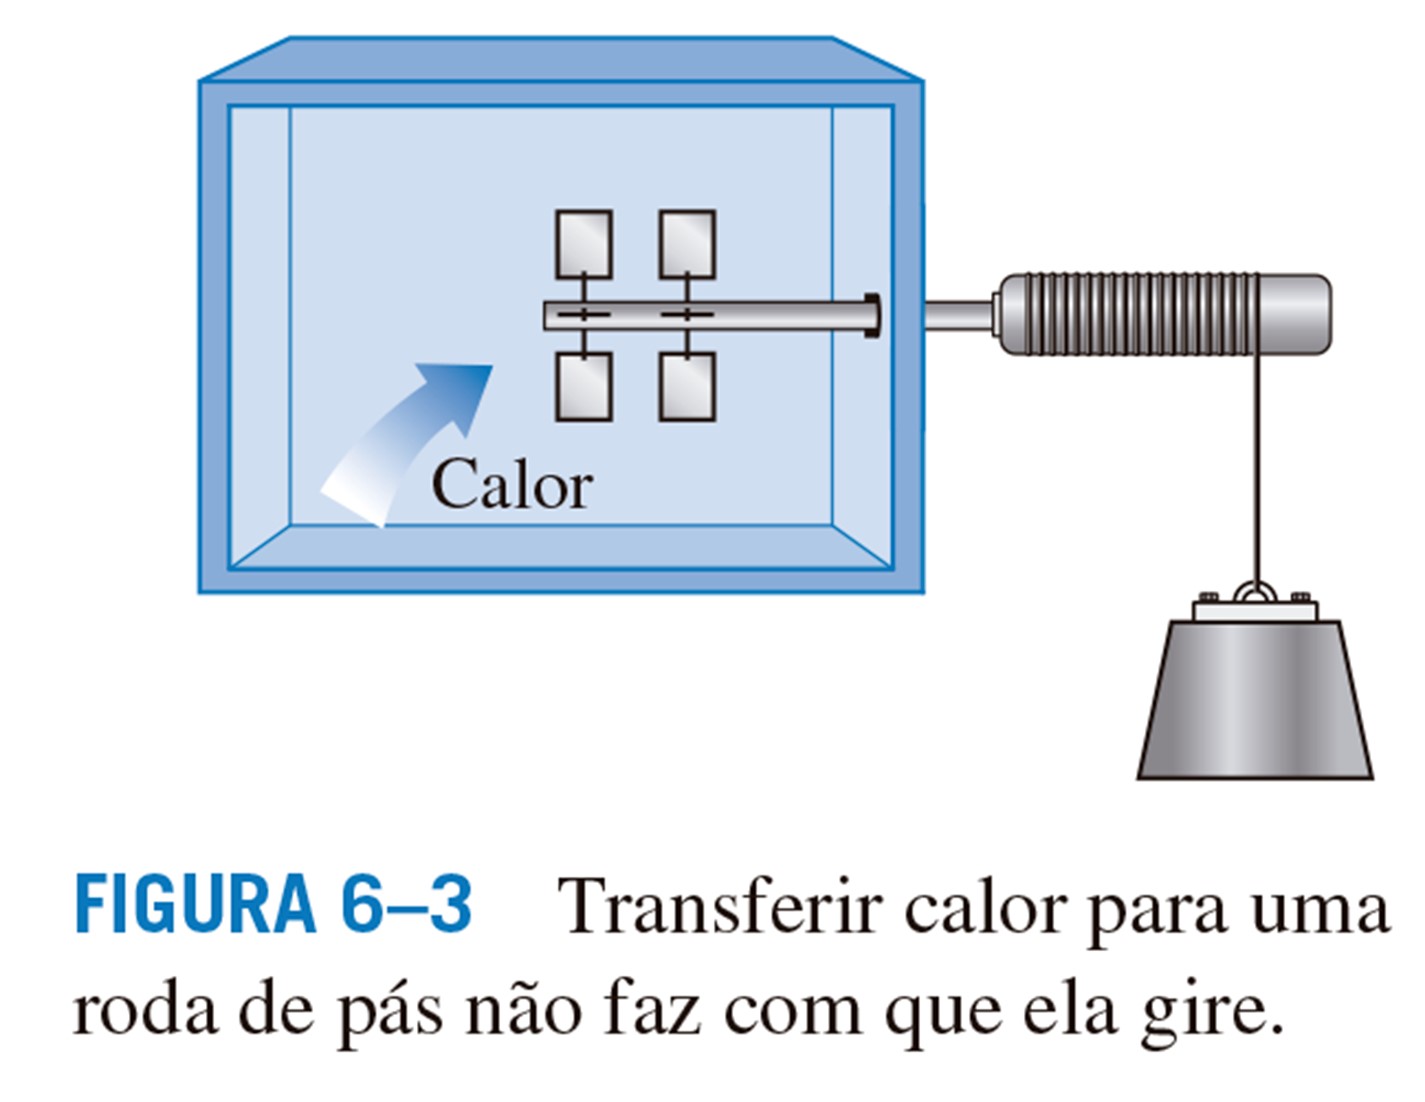 Calor
FIGURA 6–3 Transferir calor para uma
roda de pás não faz com que ela gire.